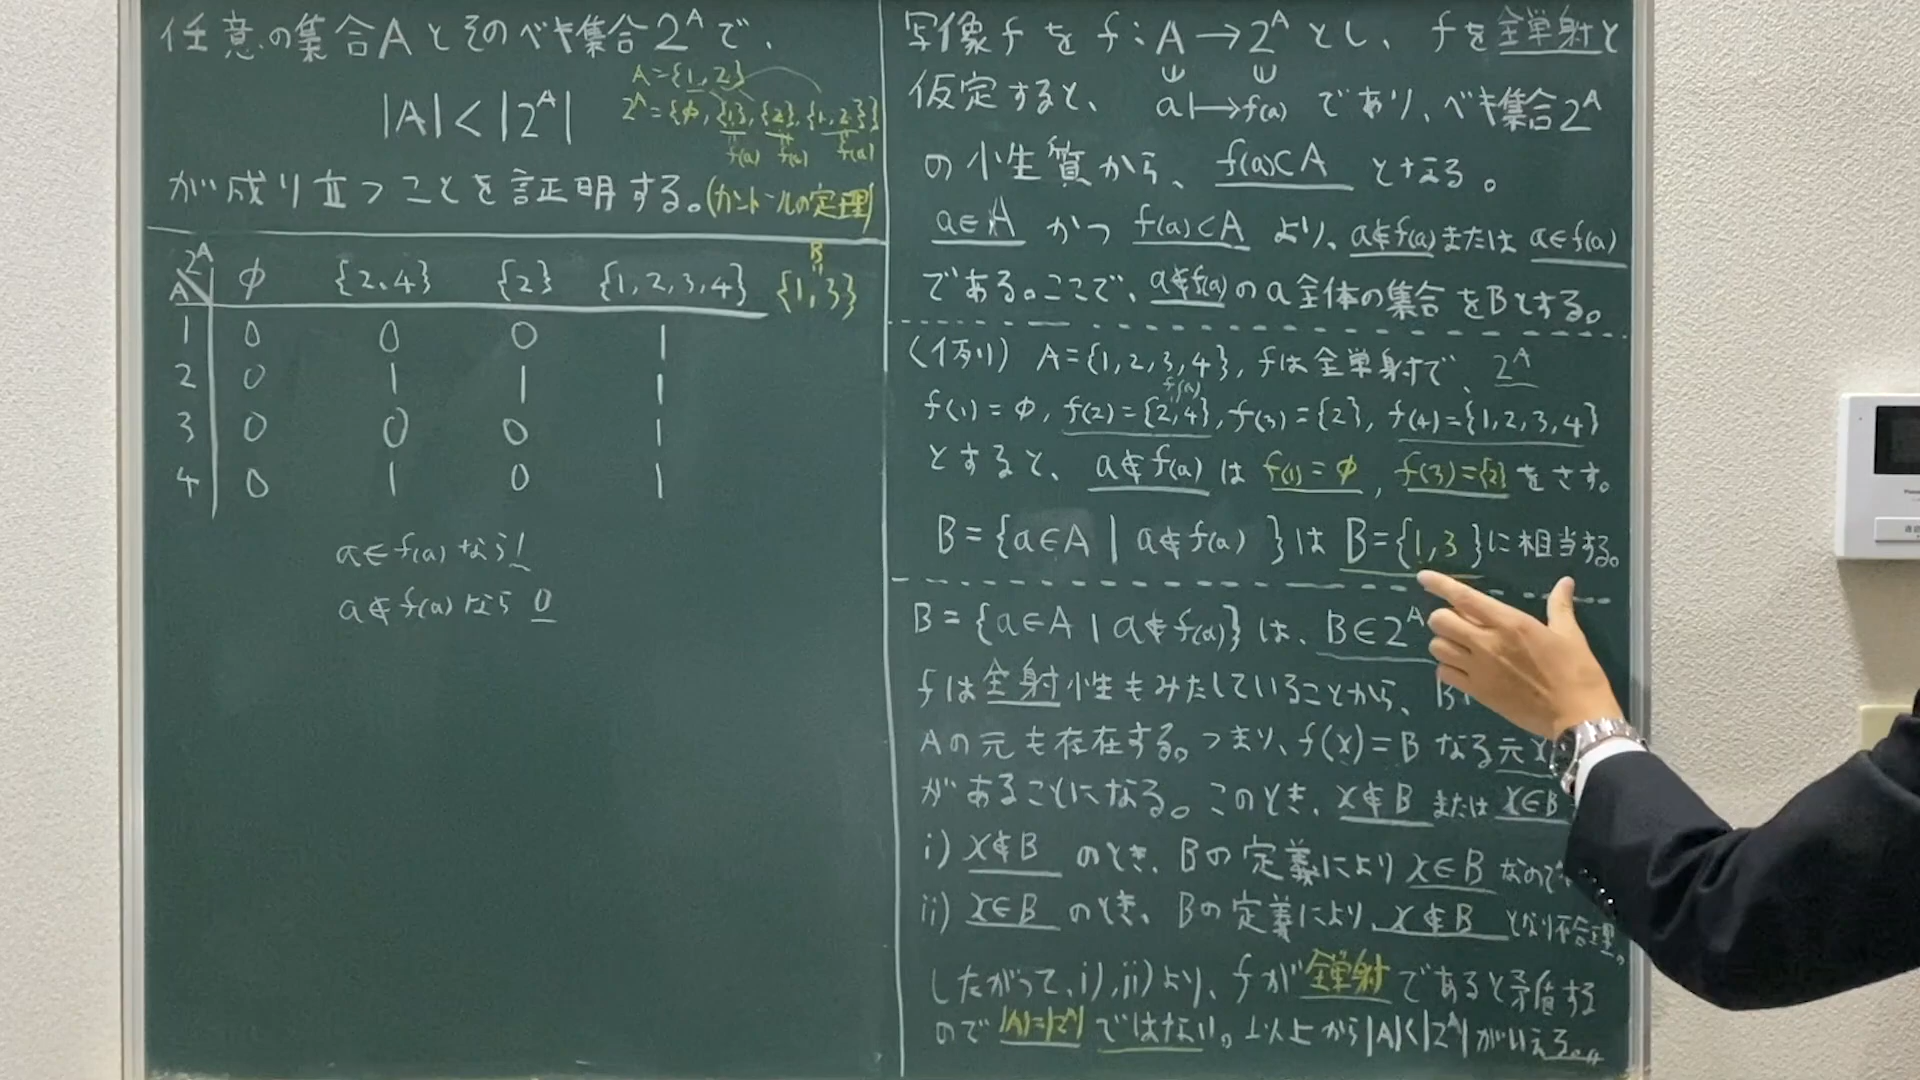 任意の集合Aとそのベキ集合2^Aで、
A={1,2}
2^A={φ,{1},{2},{1,2}}
|A|<|2^A|
f(a) f(a) f(a)
が成り立つことを証明する。(カントールの定理)
B
2^A
A φ {2,4} {2} {1,2,3,4} {1,3}
1 0 0 0 1
2 0 1 1 1
3 0 0 0 1
4 0 1 0 1
a∈f(a)なら1
a∉f(a)なら0
写像fをf:A→2^Aとし、fを全単射と
仮定すると、a↦f(a)であり、ベキ集合2^A
の性質から、f(a)⊂Aとなる。
a∈Aかつf(a)⊂Aより、a∉f(a)またはa∈f(a)
である。ここで、a∉f(a)のa全体の集合をBとする。
(例)A={1,2,3,4},fは全単射で、2^A
f(a)
f(1)=φ,f(2)={2,4},f(3)={2},f(4)={1,2,3,4}
とすると、a∉f(a)はf(1)=φ,f(3)={2}をさす。
B={a∈A|a∉f(a)}はB={1,3}に相当する。
B={a∈A|a∉f(a)}は、B∈2^A
fは全射性もみたしていることから、B
Aの元も存在する。つまり、f(x)=Bなる元x
があることになる。このとき、x∉Bまたはx∈B
i)x∉Bのとき、Bの定義によりx∈Bなので
ii)x∈Bのとき、Bの定義により、x∉Bとなり不合理。
したがって、i),ii)より、fが全単射であると矛盾する
ので|A|=|2^A|ではない。以上から|A|<|2^A|がいえる。